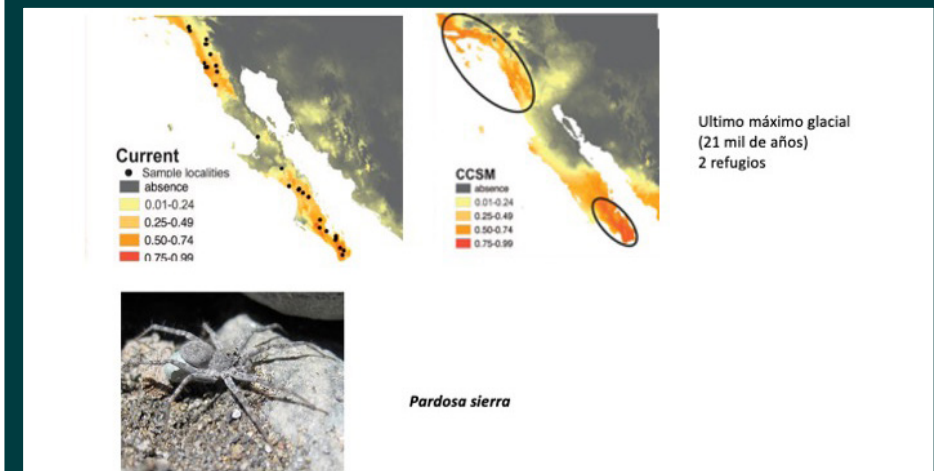 Current
Sample localities
absence
0.01-0.24
0.25-0.49
0.50-0.74
0.75-0.99
CCSM
absence
0.01-0.24
0.25-0.49
0.50-0.74
0.75-0.99
Ultimo máximo glacial
(21 mil de años)
2 refugios
Pardosa sierra